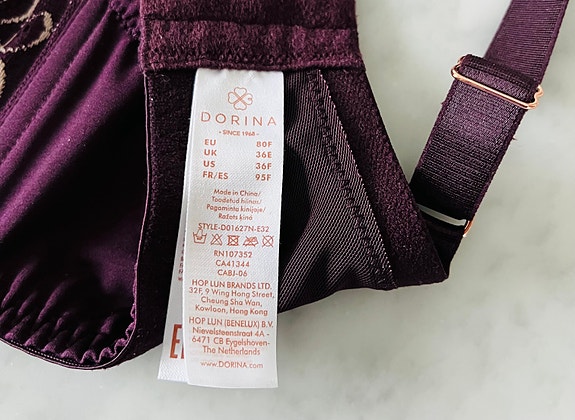 DORINA
• SINCE 1968 •
EU 80F
UK 36E
US 36F
FR/ES 95F
Made in China/
Toodetud hiinas/
Pagaminta kinijoje/
Ražots ķīnā
STYLE-D01627N-E32
RN107352
CA41344
CABJ-06
HOP LUN BRANDS LTD.
32F, 9 Wing Hong Street,
Cheung Sha Wan,
Kowloon, Hong Kong
HOP LUN (BENELUX) B.V.
Nievelsteenstraat 4A -
6471 CB Eygelshoven-
The Netherlands
www.DORINA.com